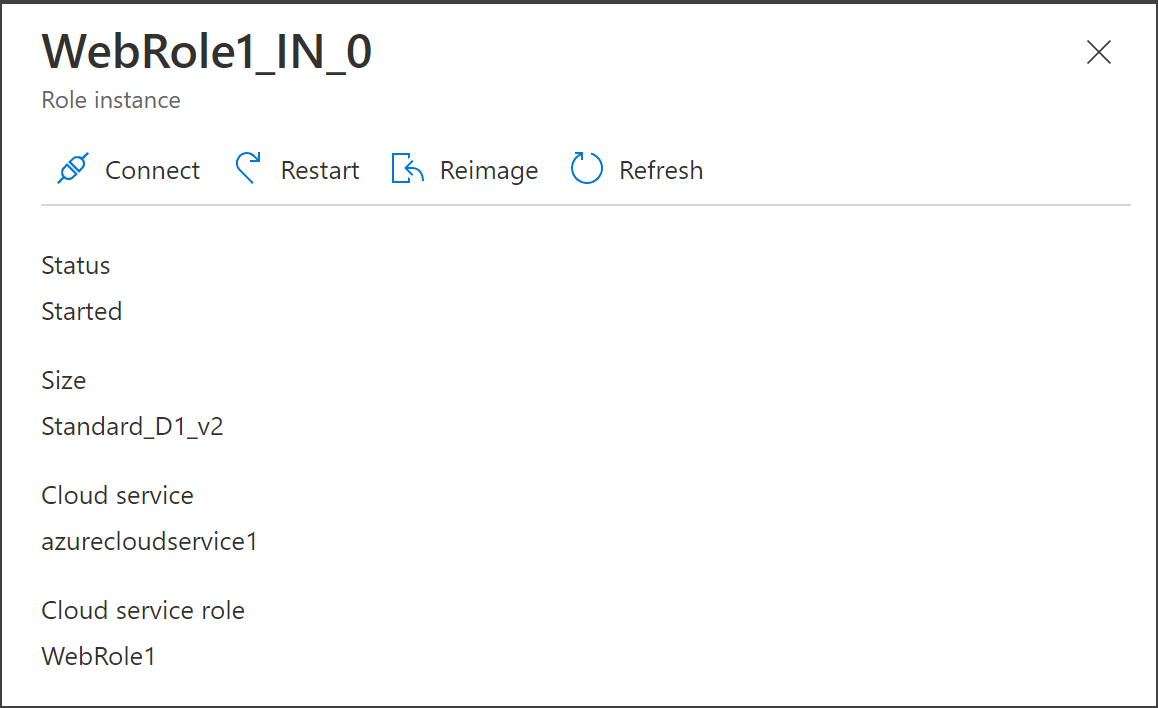 WebRole1_IN_0
Role instance
Connect Restart Reimage Refresh
Status
Started
Size
Standard_D1_v2
Cloud service
azurecloudservice1
Cloud service role
WebRole1